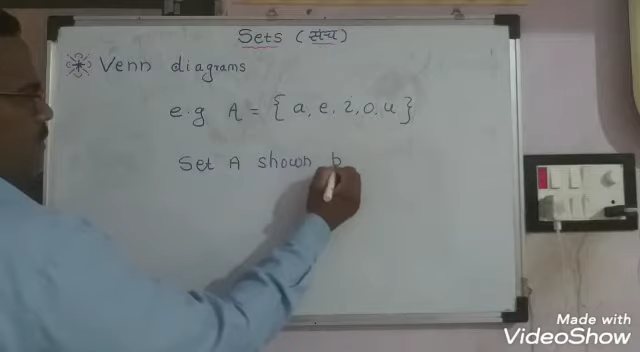 Sets (संच)
Venn diagrams
e.g A = { a, e, i, o, u }
Set A shown b
Made with
VideoShow